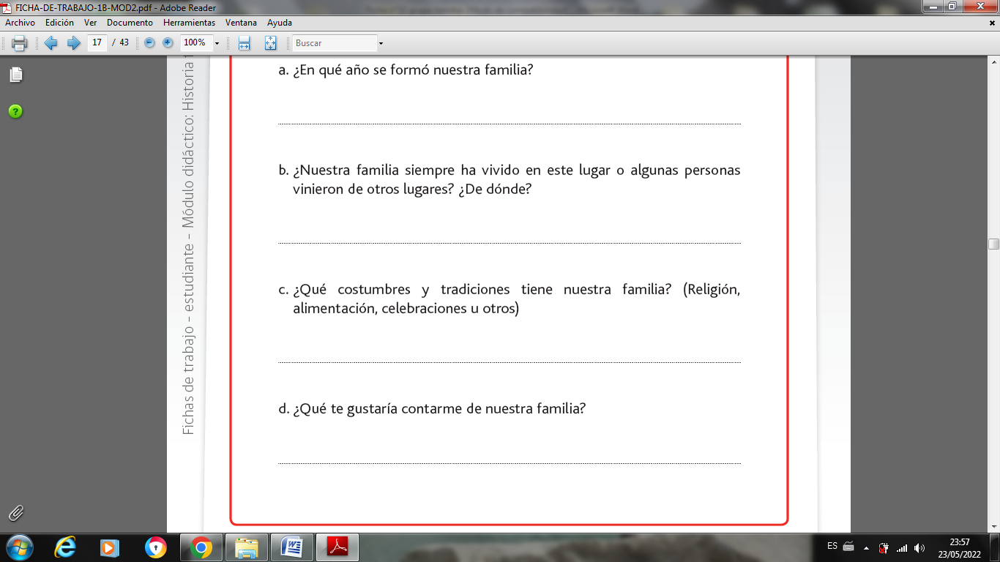 FICHA-DE-TRABAJO-1B-MOD2.pdf - Adobe Reader
Archivo Edición Ver Documento Herramientas Ventana Ayuda
17 / 43 100% Buscar
a. ¿En qué año se formó nuestra familia?
b. ¿Nuestra familia siempre ha vivido en este lugar o algunas personas
vinieron de otros lugares? ¿De dónde?
c. ¿Qué costumbres y tradiciones tiene nuestra familia? (Religión,
alimentación, celebraciones u otros)
d. ¿Qué te gustaría contarme de nuestra familia?
Fichas de trabajo - estudiante - Módulo didáctico: Historia
ES
23:57
23/05/2022